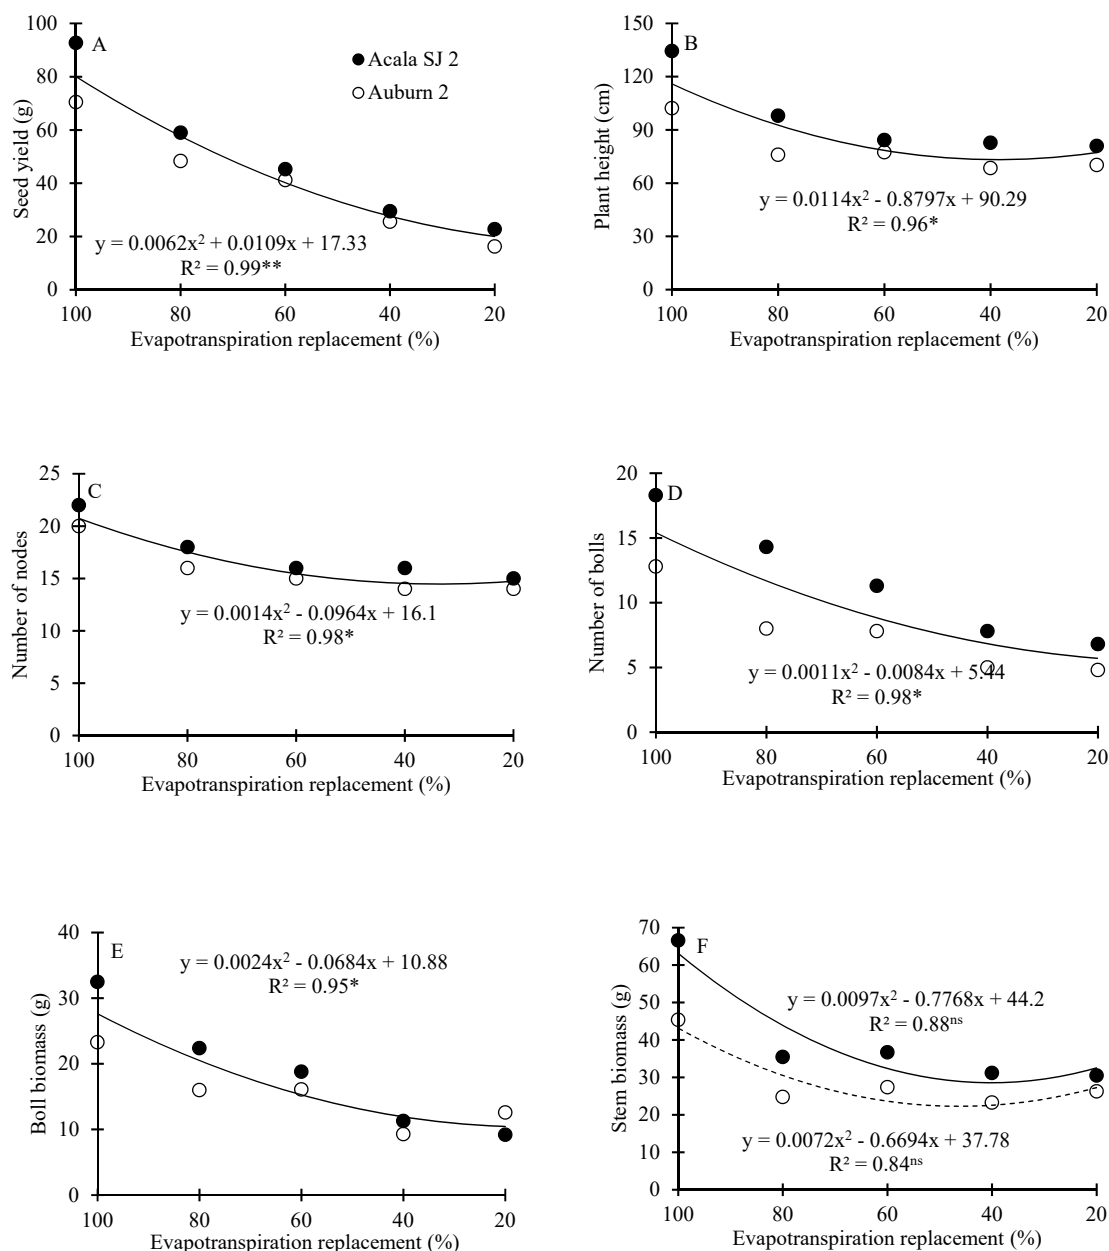 A
Acala SJ 2
Auburn 2
Seed yield (g)
100
80
60
40
20
0
y = 0.0062x² + 0.0109x + 17.33
R² = 0.99**
100 80 60 40 20
Evapotranspiration replacement (%)
B
Plant height (cm)
150
120
90
60
30
0
y = 0.0114x² - 0.8797x + 90.29
R² = 0.96*
100 80 60 40 20
Evapotranspiration replacement (%)
C
Number of nodes
25
20
15
10
5
0
y = 0.0014x² - 0.0964x + 16.1
R² = 0.98*
100 80 60 40 20
Evapotranspiration replacement (%)
D
Number of bolls
20
15
10
5
0
y = 0.0011x² - 0.0084x + 5.44
R² = 0.98*
100 80 60 40 20
Evapotranspiration replacement (%)
E
Boll biomass (g)
40
30
20
10
0
y = 0.0024x² - 0.0684x + 10.88
R² = 0.95*
100 80 60 40 20
Evapotranspiration replacement (%)
F
Stem biomass (g)
70
60
50
40
30
20
10
0
y = 0.0097x² - 0.7768x + 44.2
R² = 0.88ⁿˢ
y = 0.0072x² - 0.6694x + 37.78
R² = 0.84ⁿˢ
100 80 60 40 20
Evapotranspiration replacement (%)